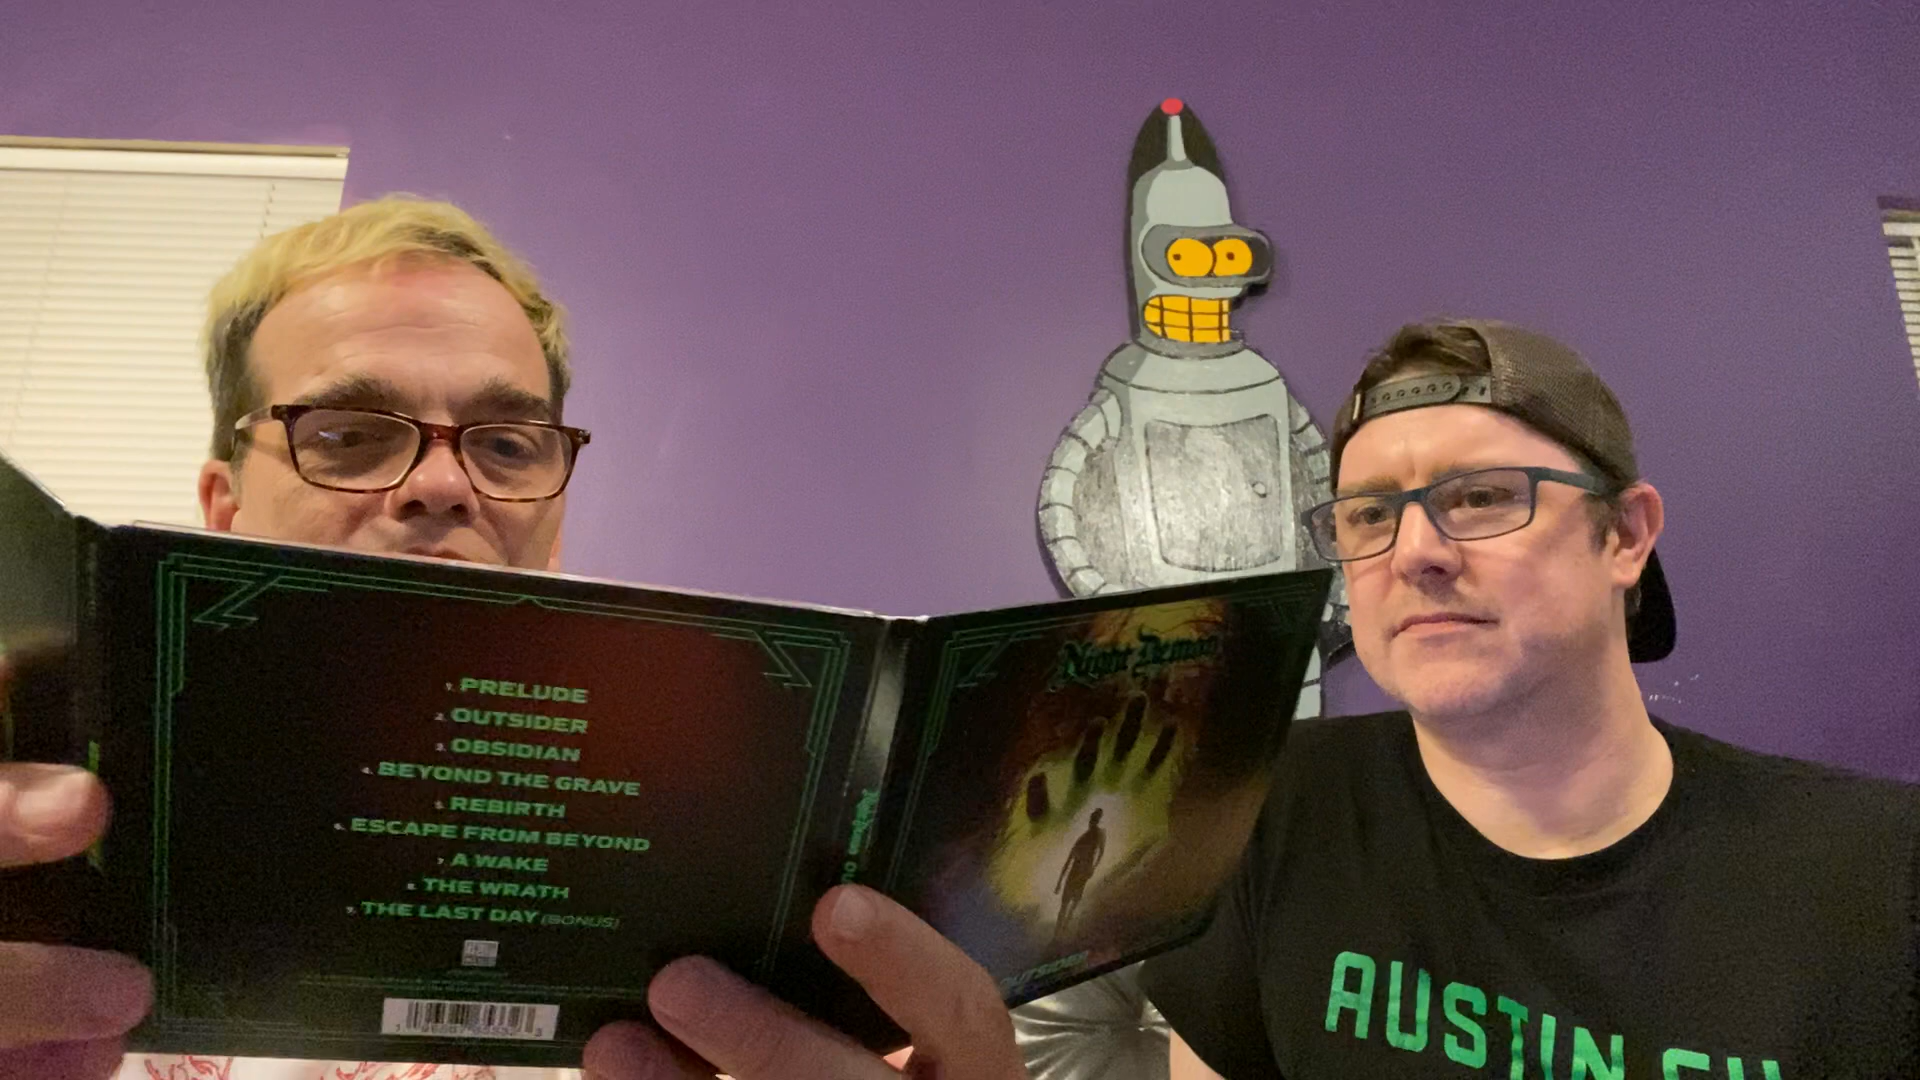 1. PRELUDE
2. OUTSIDER
3. OBSIDIAN
4. BEYOND THE GRAVE
5. REBIRTH
6. ESCAPE FROM BEYOND
7. A WAKE
8. THE WRATH
9. THE LAST DAY (BONUS)
Night Demon
OUTSIDER
AUSTIN